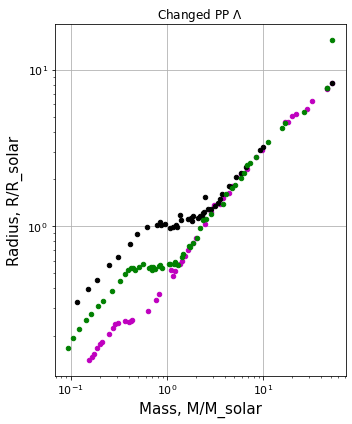 Changed PP Λ
Radius, R/R_solar
10¹
10⁰
10⁻¹ 10⁰ 10¹
Mass, M/M_solar